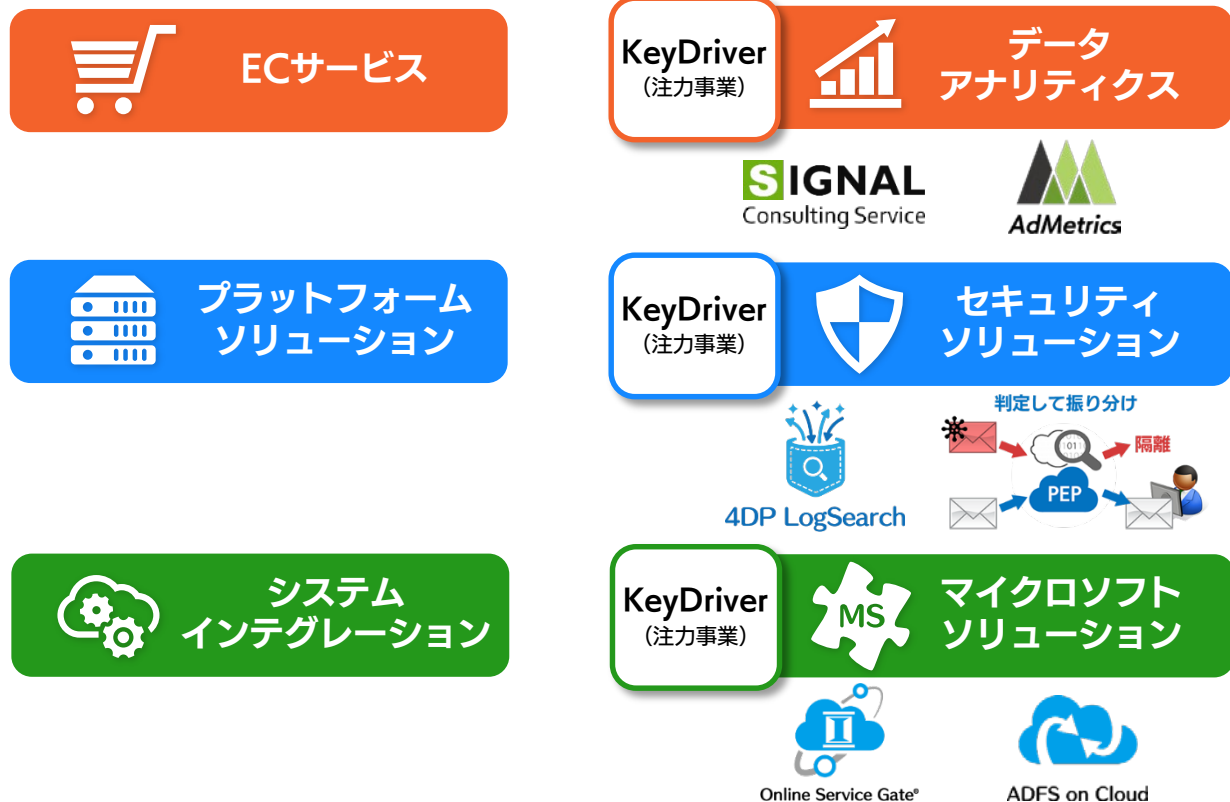 ECサービス
KeyDriver
（注力事業）
データ
アナリティクス
SIGNAL
Consulting Service
AdMetrics
プラットフォーム
ソリューション
KeyDriver
（注力事業）
セキュリティ
ソリューション
4DP LogSearch
判定して振り分け
01
隔離
PEP
システム
インテグレーション
KeyDriver
（注力事業）
MS
マイクロソフト
ソリューション
Online Service Gate®
ADFS on Cloud